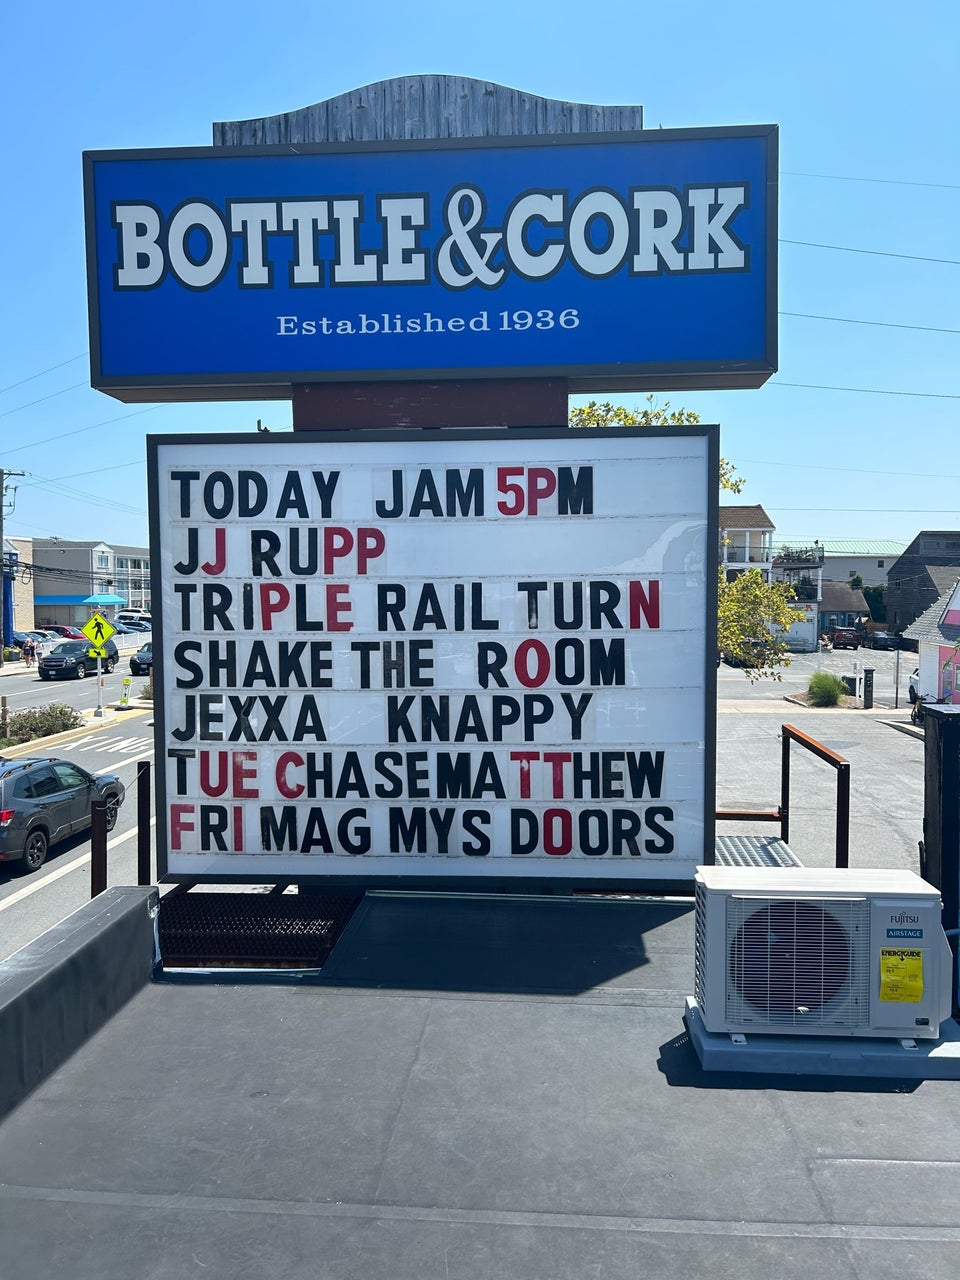 BOTTLE&CORK
Established 1936
TODAY JAM 5PM
JJ RUPP
TRIPLE RAIL TURN
SHAKE THE ROOM
JEXXA KNAPPY
TUE CHASEMATTHEW
FRI MAG MYS DOORS
XING
FUJITSU
AIRSTAGE
ENERGYGUIDE